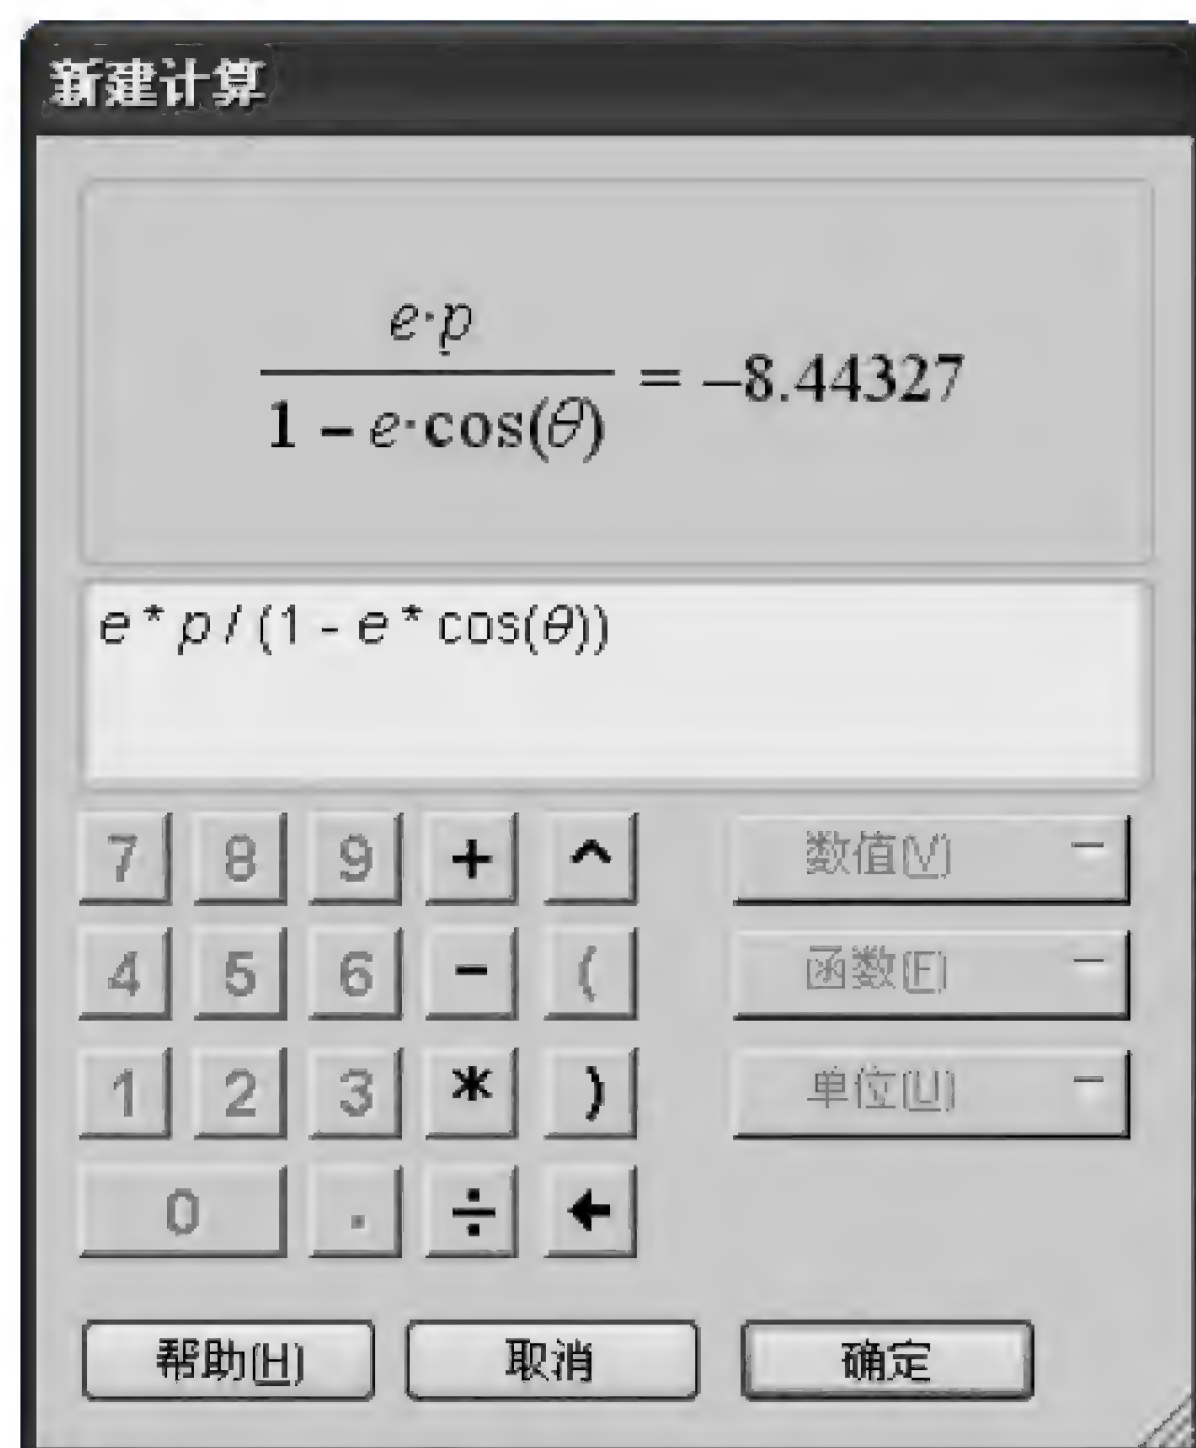 新建计算
e·p
1 – e·cos(θ) = –8.44327
e * p / (1 - e * cos(θ))
7 8 9 + ^ 数值(V)
4 5 6 - ( 函数(F)
1 2 3 * ) 单位(U)
0 . ÷ ←
帮助(H) 取消 确定